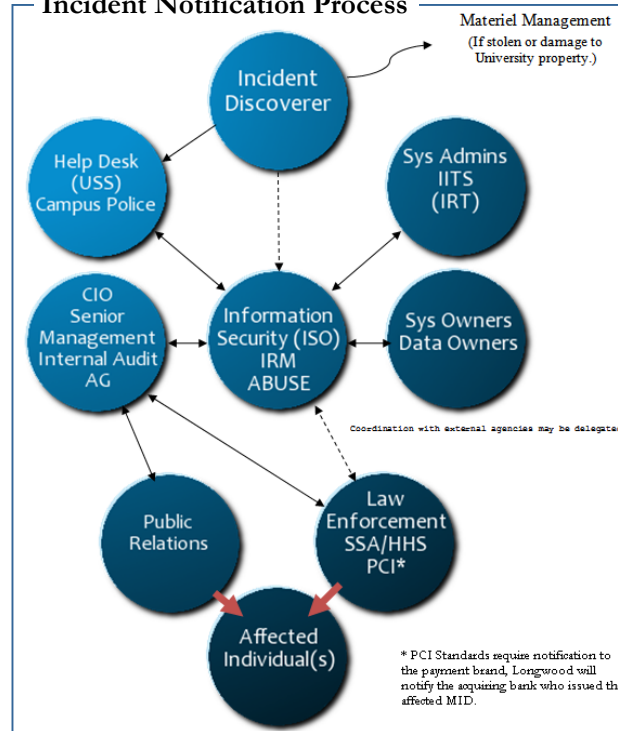 Incident Notification Process
Materiel Management
(If stolen or damage to
University property.)
Incident
Discoverer
Help Desk
(USS)
Campus Police
Sys Admins
IITS
(IRT)
CIO
Senior
Management
Internal Audit
AG
Information
Security (ISO)
IRM
ABUSE
Sys Owners
Data Owners
Coordination with external agencies may be delegated
Public
Relations
Law
Enforcement
SSA/HHS
PCI*
Affected
Individual(s)
* PCI Standards require notification to
the payment brand, Longwood will
notify the acquiring bank who issued th
affected MID.